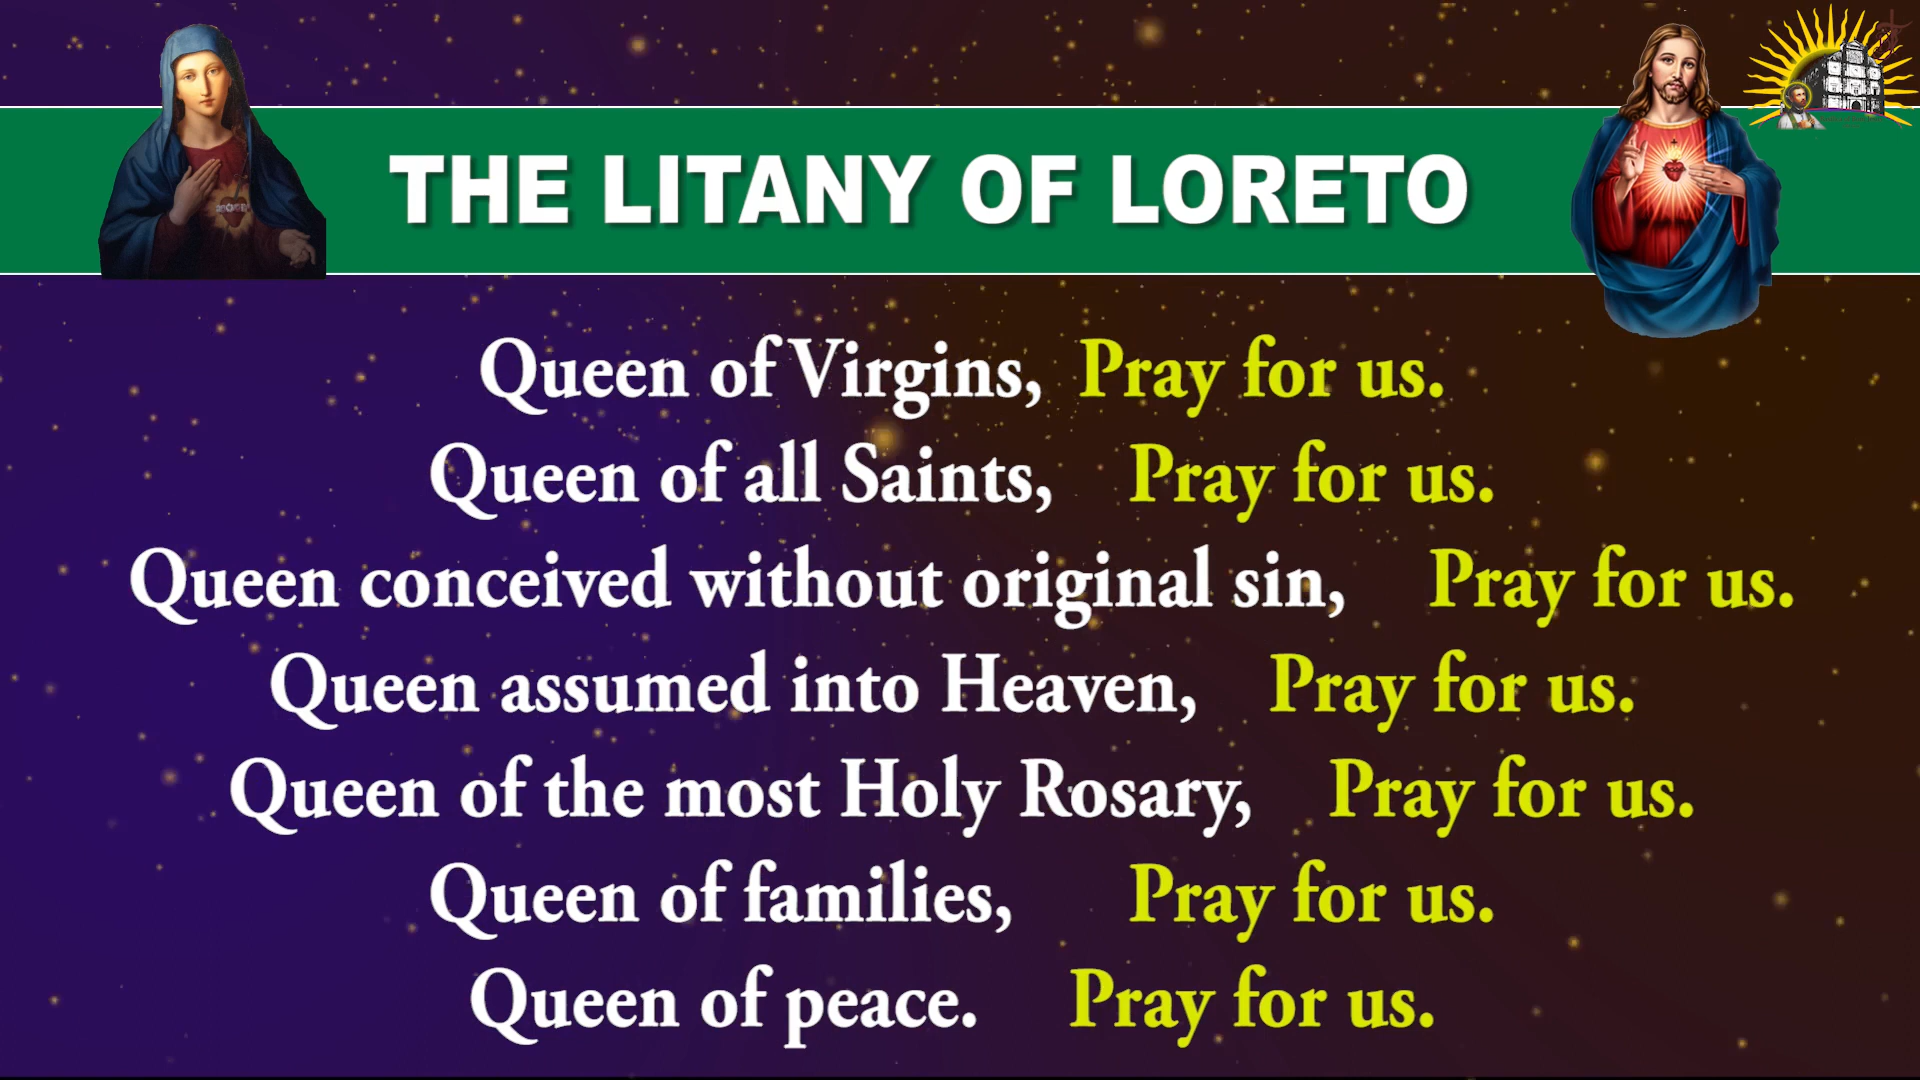 THE LITANY OF LORETO
Queen of Virgins, Pray for us.
Queen of all Saints, Pray for us.
Queen conceived without original sin, Pray for us.
Queen assumed into Heaven, Pray for us.
Queen of the most Holy Rosary, Pray for us.
Queen of families, Pray for us.
Queen of peace. Pray for us.